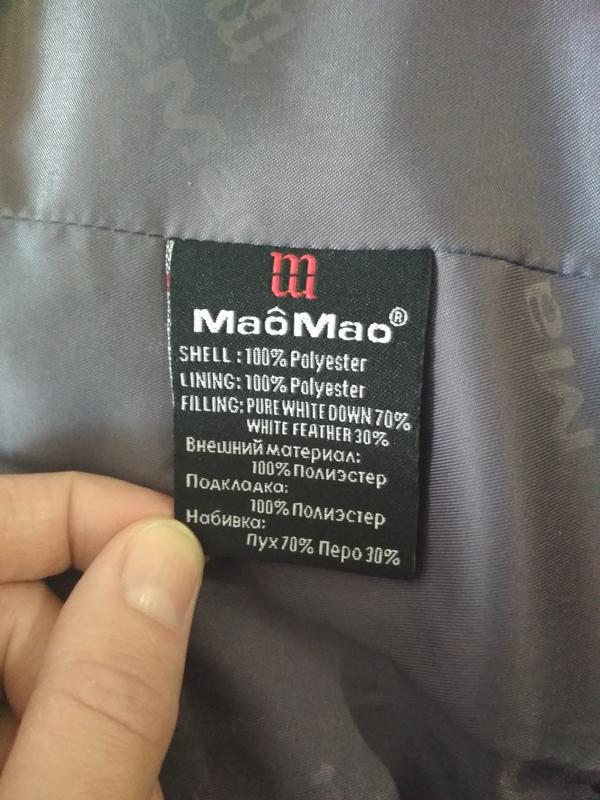 m
MaôMao®
SHELL: 100% Polyester
LINING: 100% Polyester
FILLING: PURE WHITE DOWN 70%
WHITE FEATHER 30%
Внешний материал:
100% Полиэстер
Подкладка:
100% Полиэстер
Набивка:
Пух 70% Перо 30%